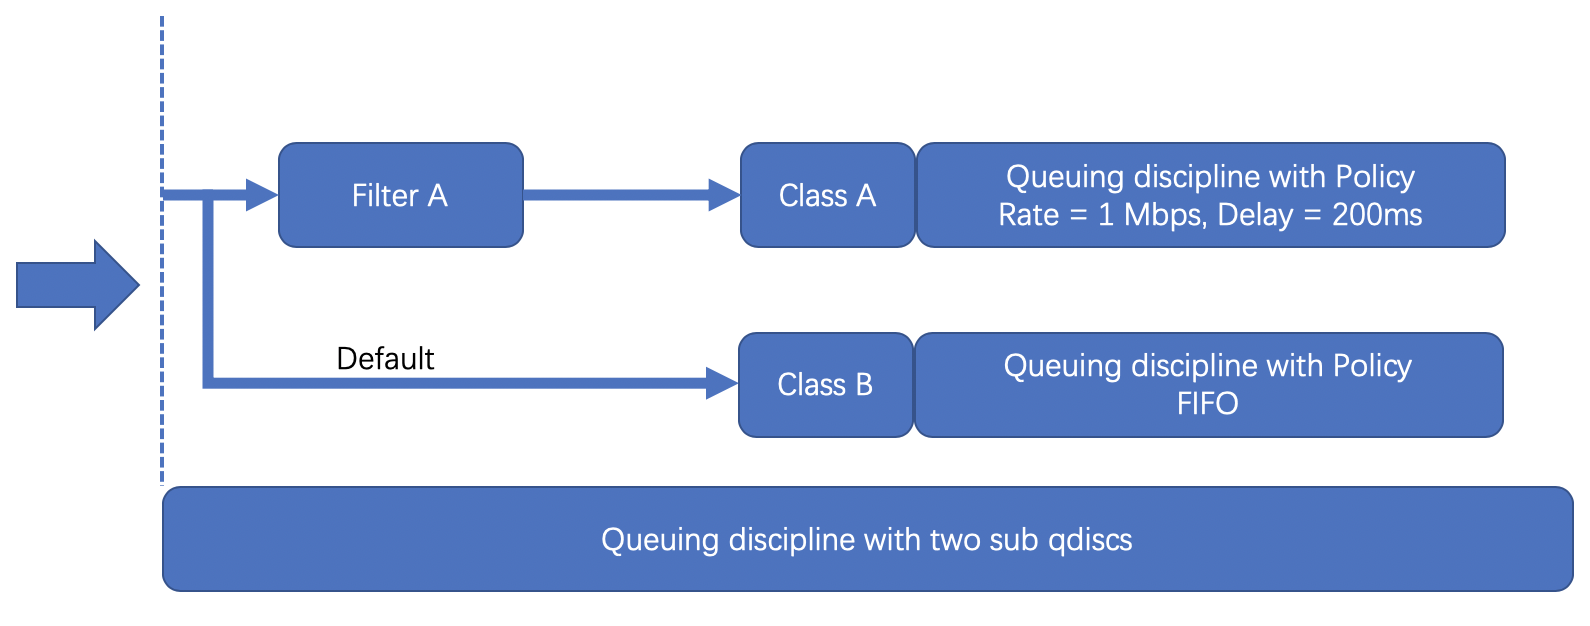 Filter A
Class A
Queuing discipline with Policy
Rate = 1 Mbps, Delay = 200ms
Default
Class B
Queuing discipline with Policy
FIFO
Queuing discipline with two sub qdiscs